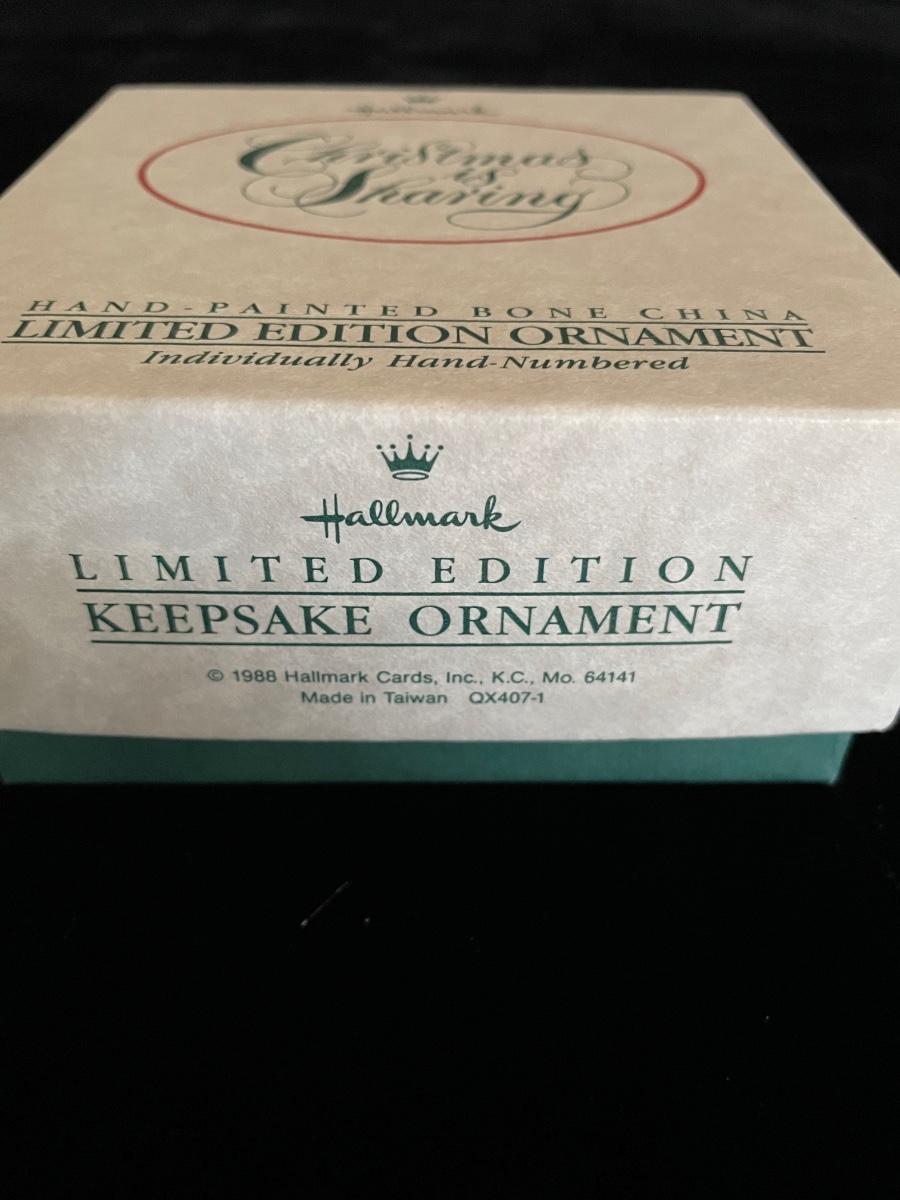 Hallmark
Christmas
is
Sharing
HAND-PAINTED BONE CHINA
LIMITED EDITION ORNAMENT
Individually Hand-Numbered
Hallmark
LIMITED EDITION
KEEPSAKE ORNAMENT
© 1988 Hallmark Cards, Inc., K.C., Mo. 64141
Made in Taiwan QX407-1